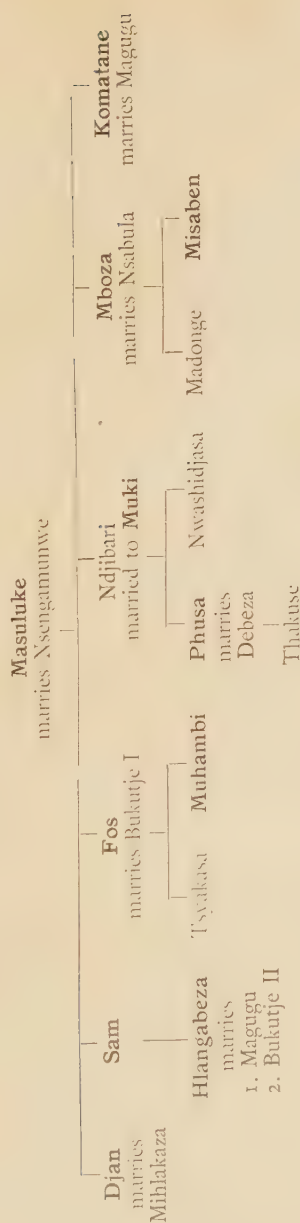 Masuluke
marries Nsengamunwe
Djan
marries
Mihlakaza
Sam
Fos
marries Bukutje I
Ndjibari
married to Muki
Mboza
marries Nsabula
Komatane
marries Magugu
Hlangabeza
marries
1. Magugu
2. Bukutje II
Tsyakasa
Muhambi
Phusa
marries
Debeza
Nwashidjasa
Madonge
Misaben
Thakuse